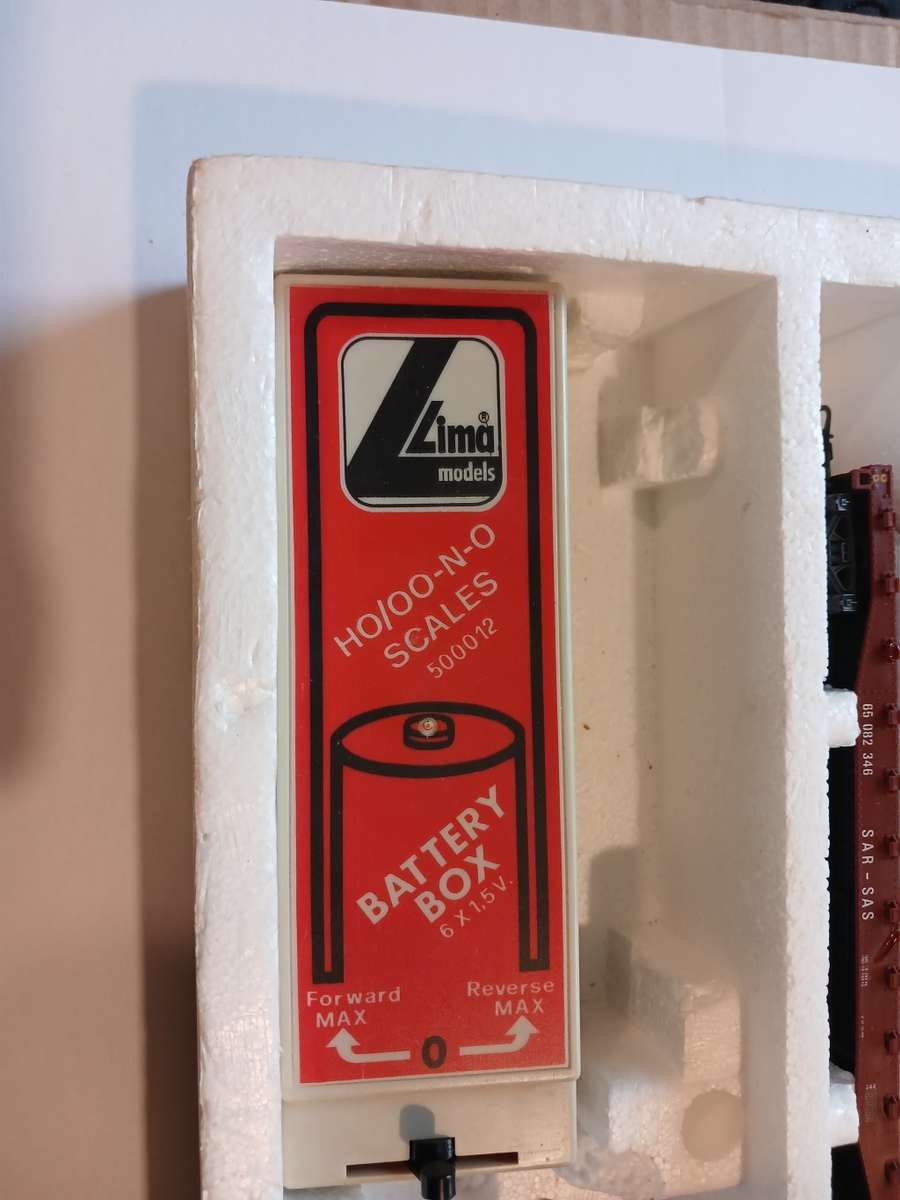 Lima®
models
HO/OO-N-O
SCALES
500012
BATTERY
BOX
6 X 1,5 V.
Forward
MAX
Reverse
MAX
0
65 082 346
SAR - SAS